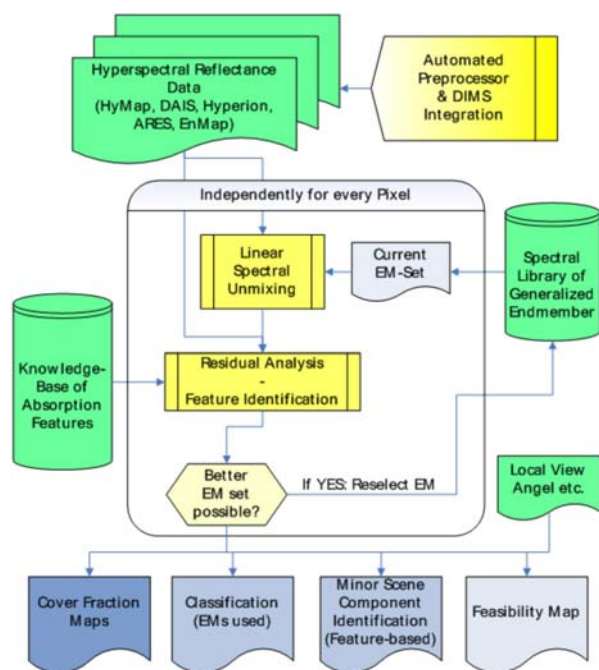 Hyperspectral Reflectance
Data
(HyMap, DAIS, Hyperion,
ARES, EnMap)
Automated
Preprocessor
& DIMS
Integration
Independently for every Pixel
Linear
Spectral
Unmixing
Current
EM-Set
Spectral
Library of
Generalized
Endmember
Knowledge-
Base of
Absorption
Features
Residual Analysis
-
Feature Identification
Better
EM set
possible?
If YES: Reselect EM
Local View
Angel etc.
Cover Fraction
Maps
Classification
(EMs used)
Minor Scene
Component
Identification
(Feature-based)
Feasibility Map